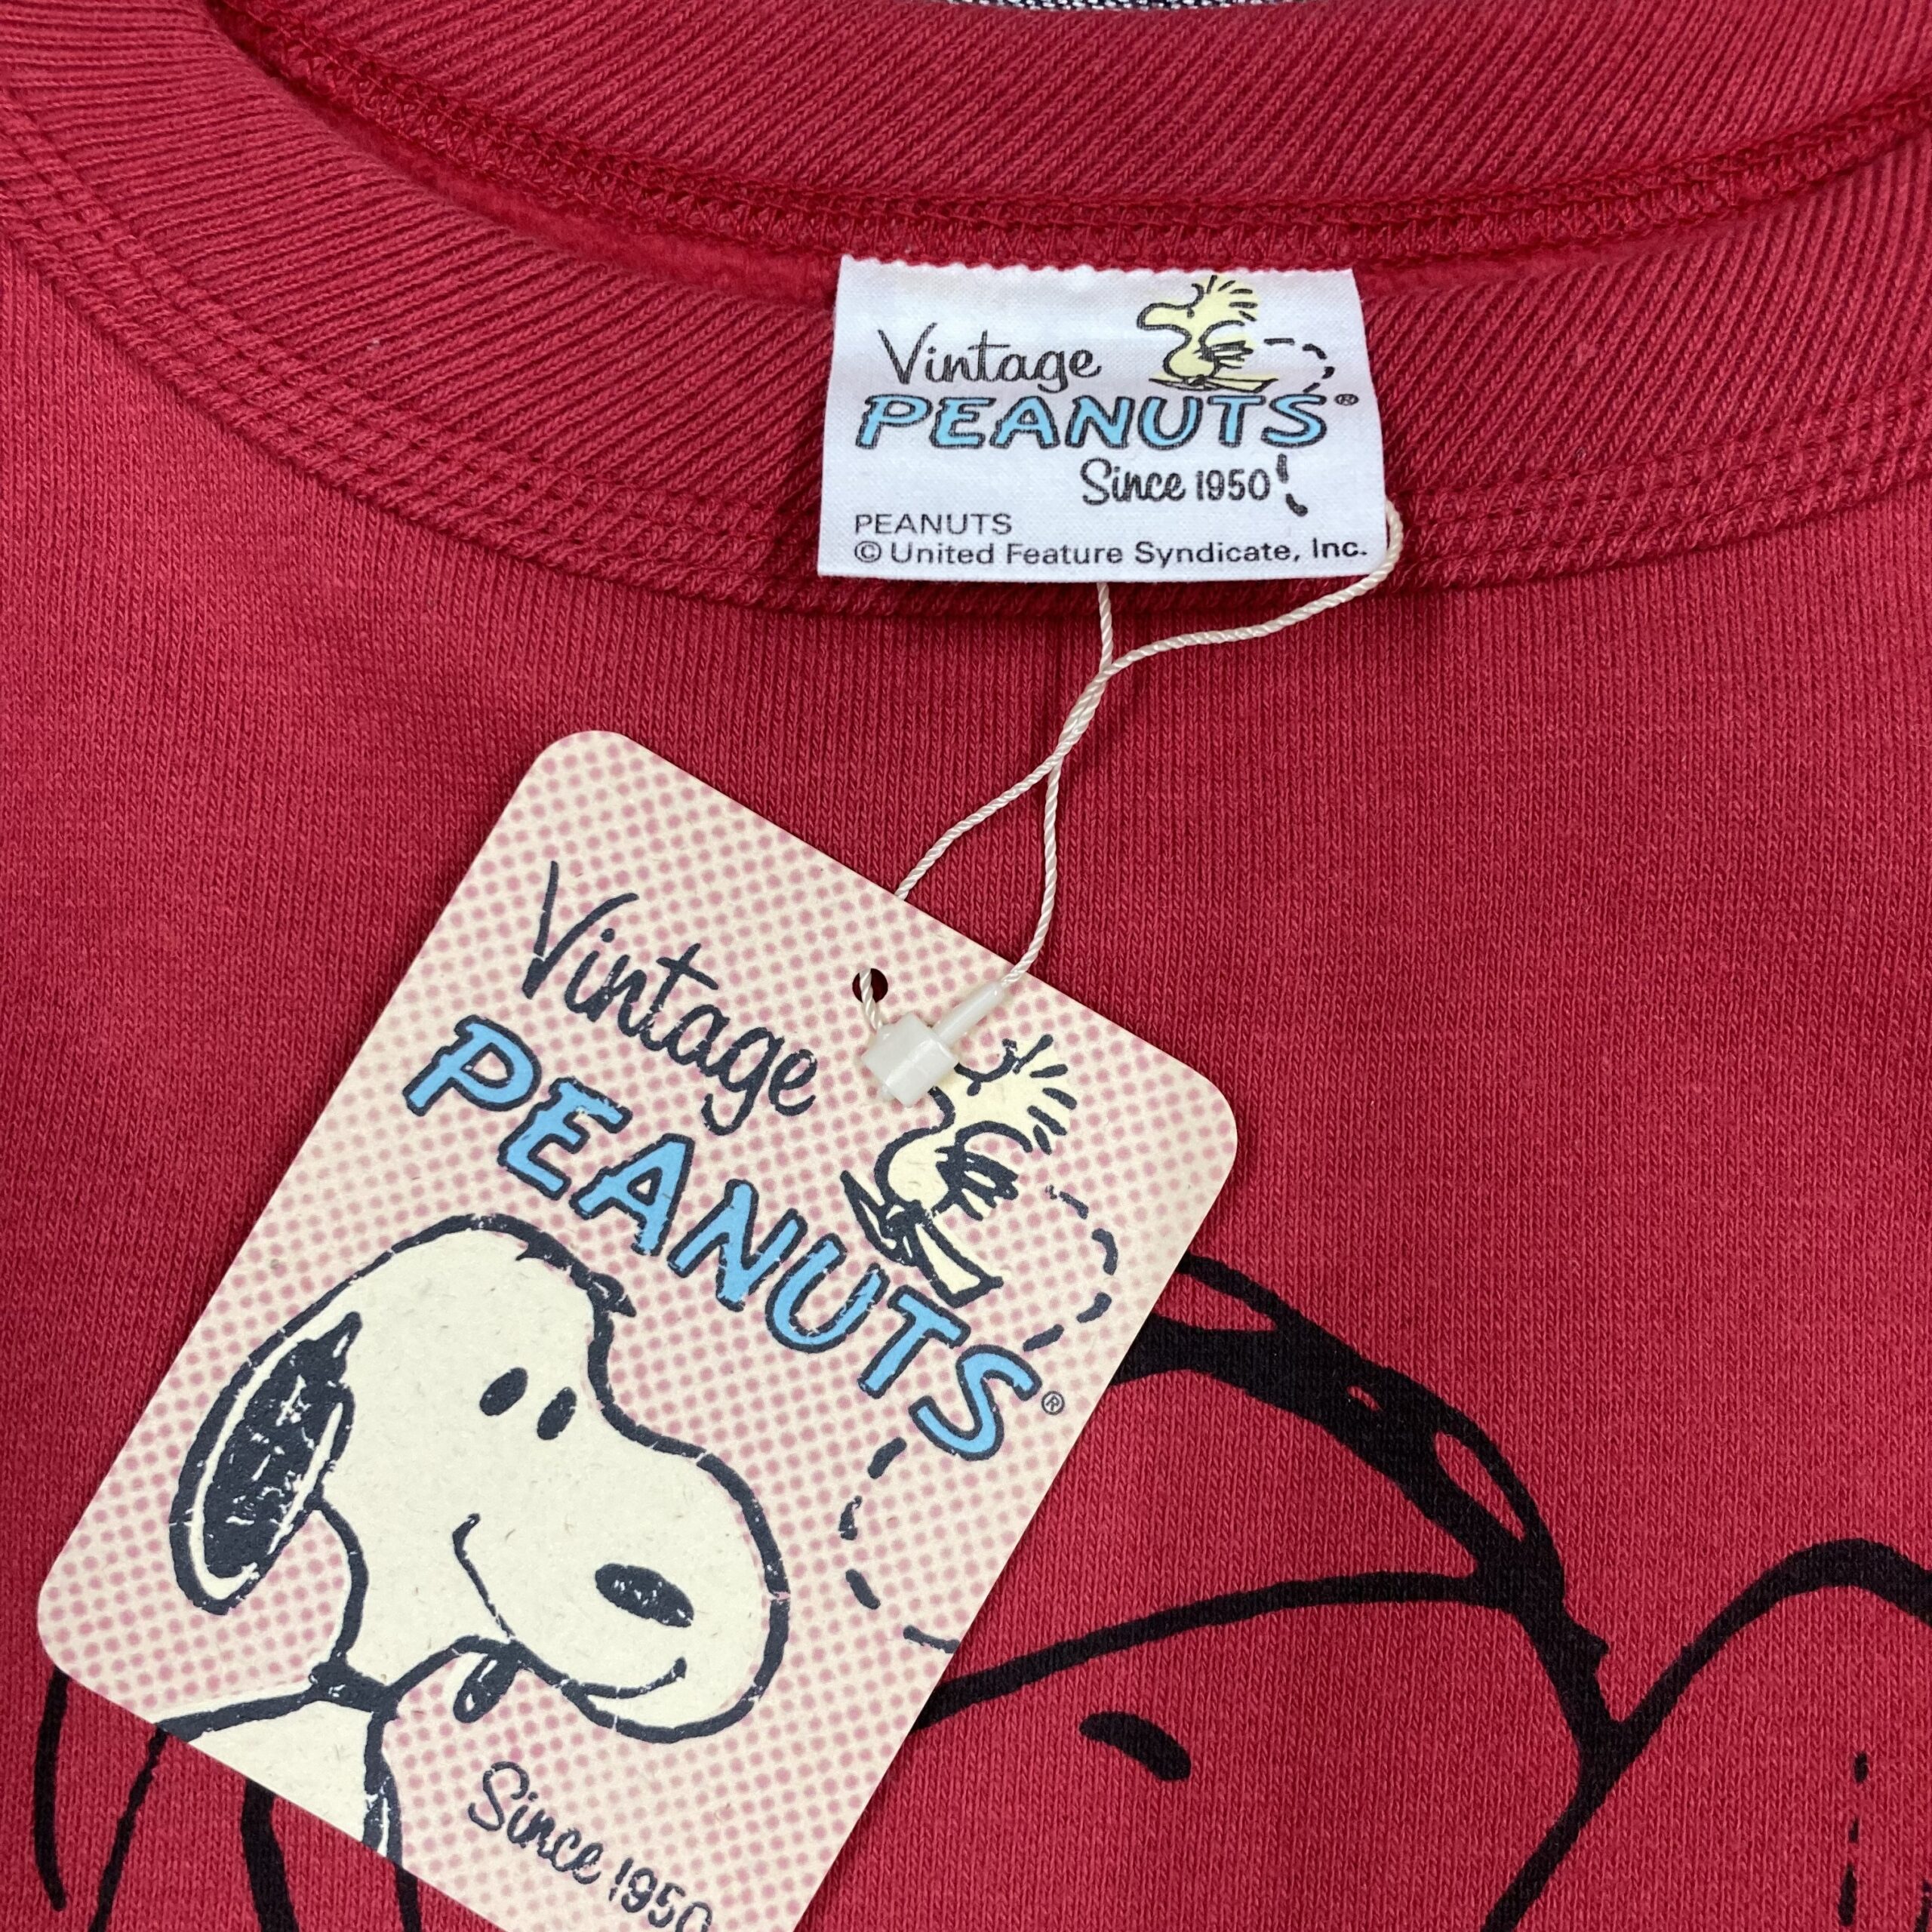 Vintage
PEANUTS®
Since 1950
PEANUTS
© United Feature Syndicate, Inc.
Vintage
PEANUTS®
Since 1950